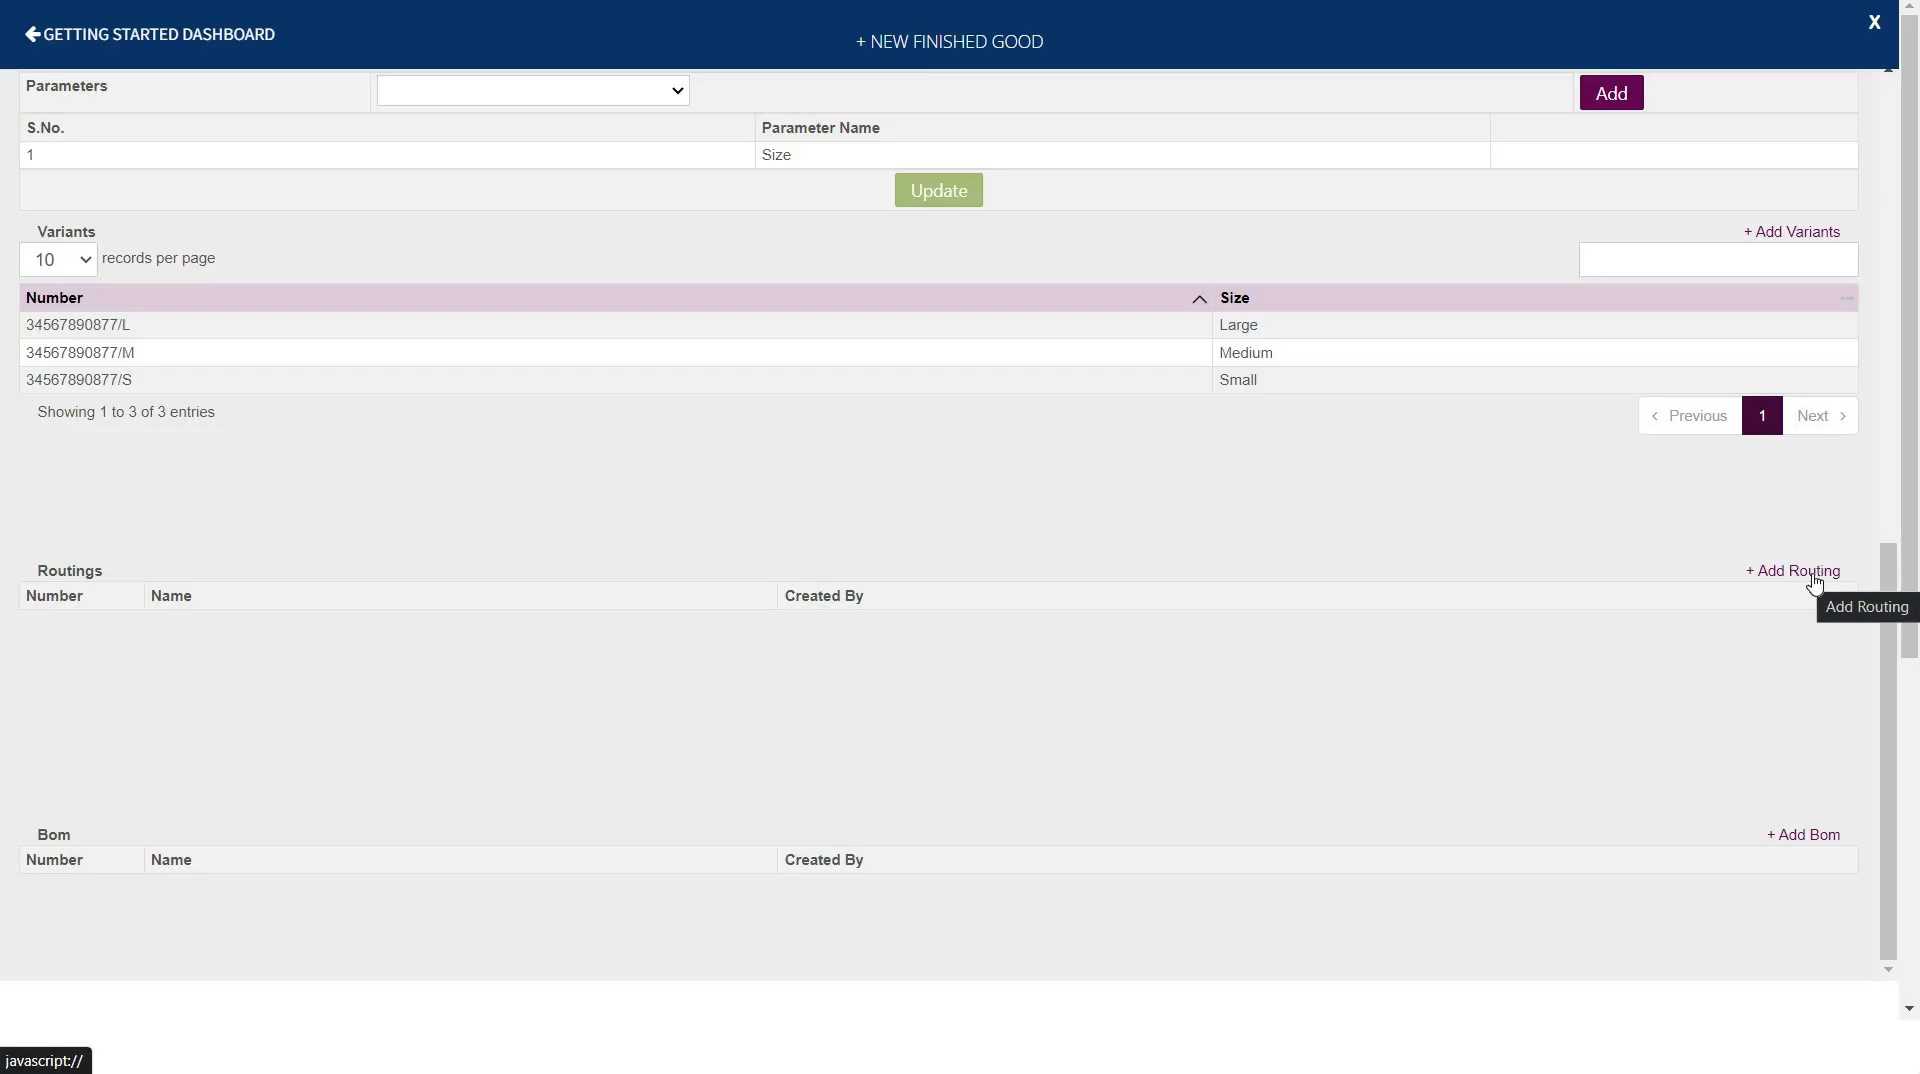 GETTING STARTED DASHBOARD
+ NEW FINISHED GOOD
X
Parameters
Add
S.No. Parameter Name
1 Size
Update
Variants + Add Variants
10 records per page
Number Size
34567890877/L Large
34567890877/M Medium
34567890877/S Small
Showing 1 to 3 of 3 entries
Previous 1 Next
Routings + Add Routing
Number Name Created By
Add Routing
Bom + Add Bom
Number Name Created By
javascript://